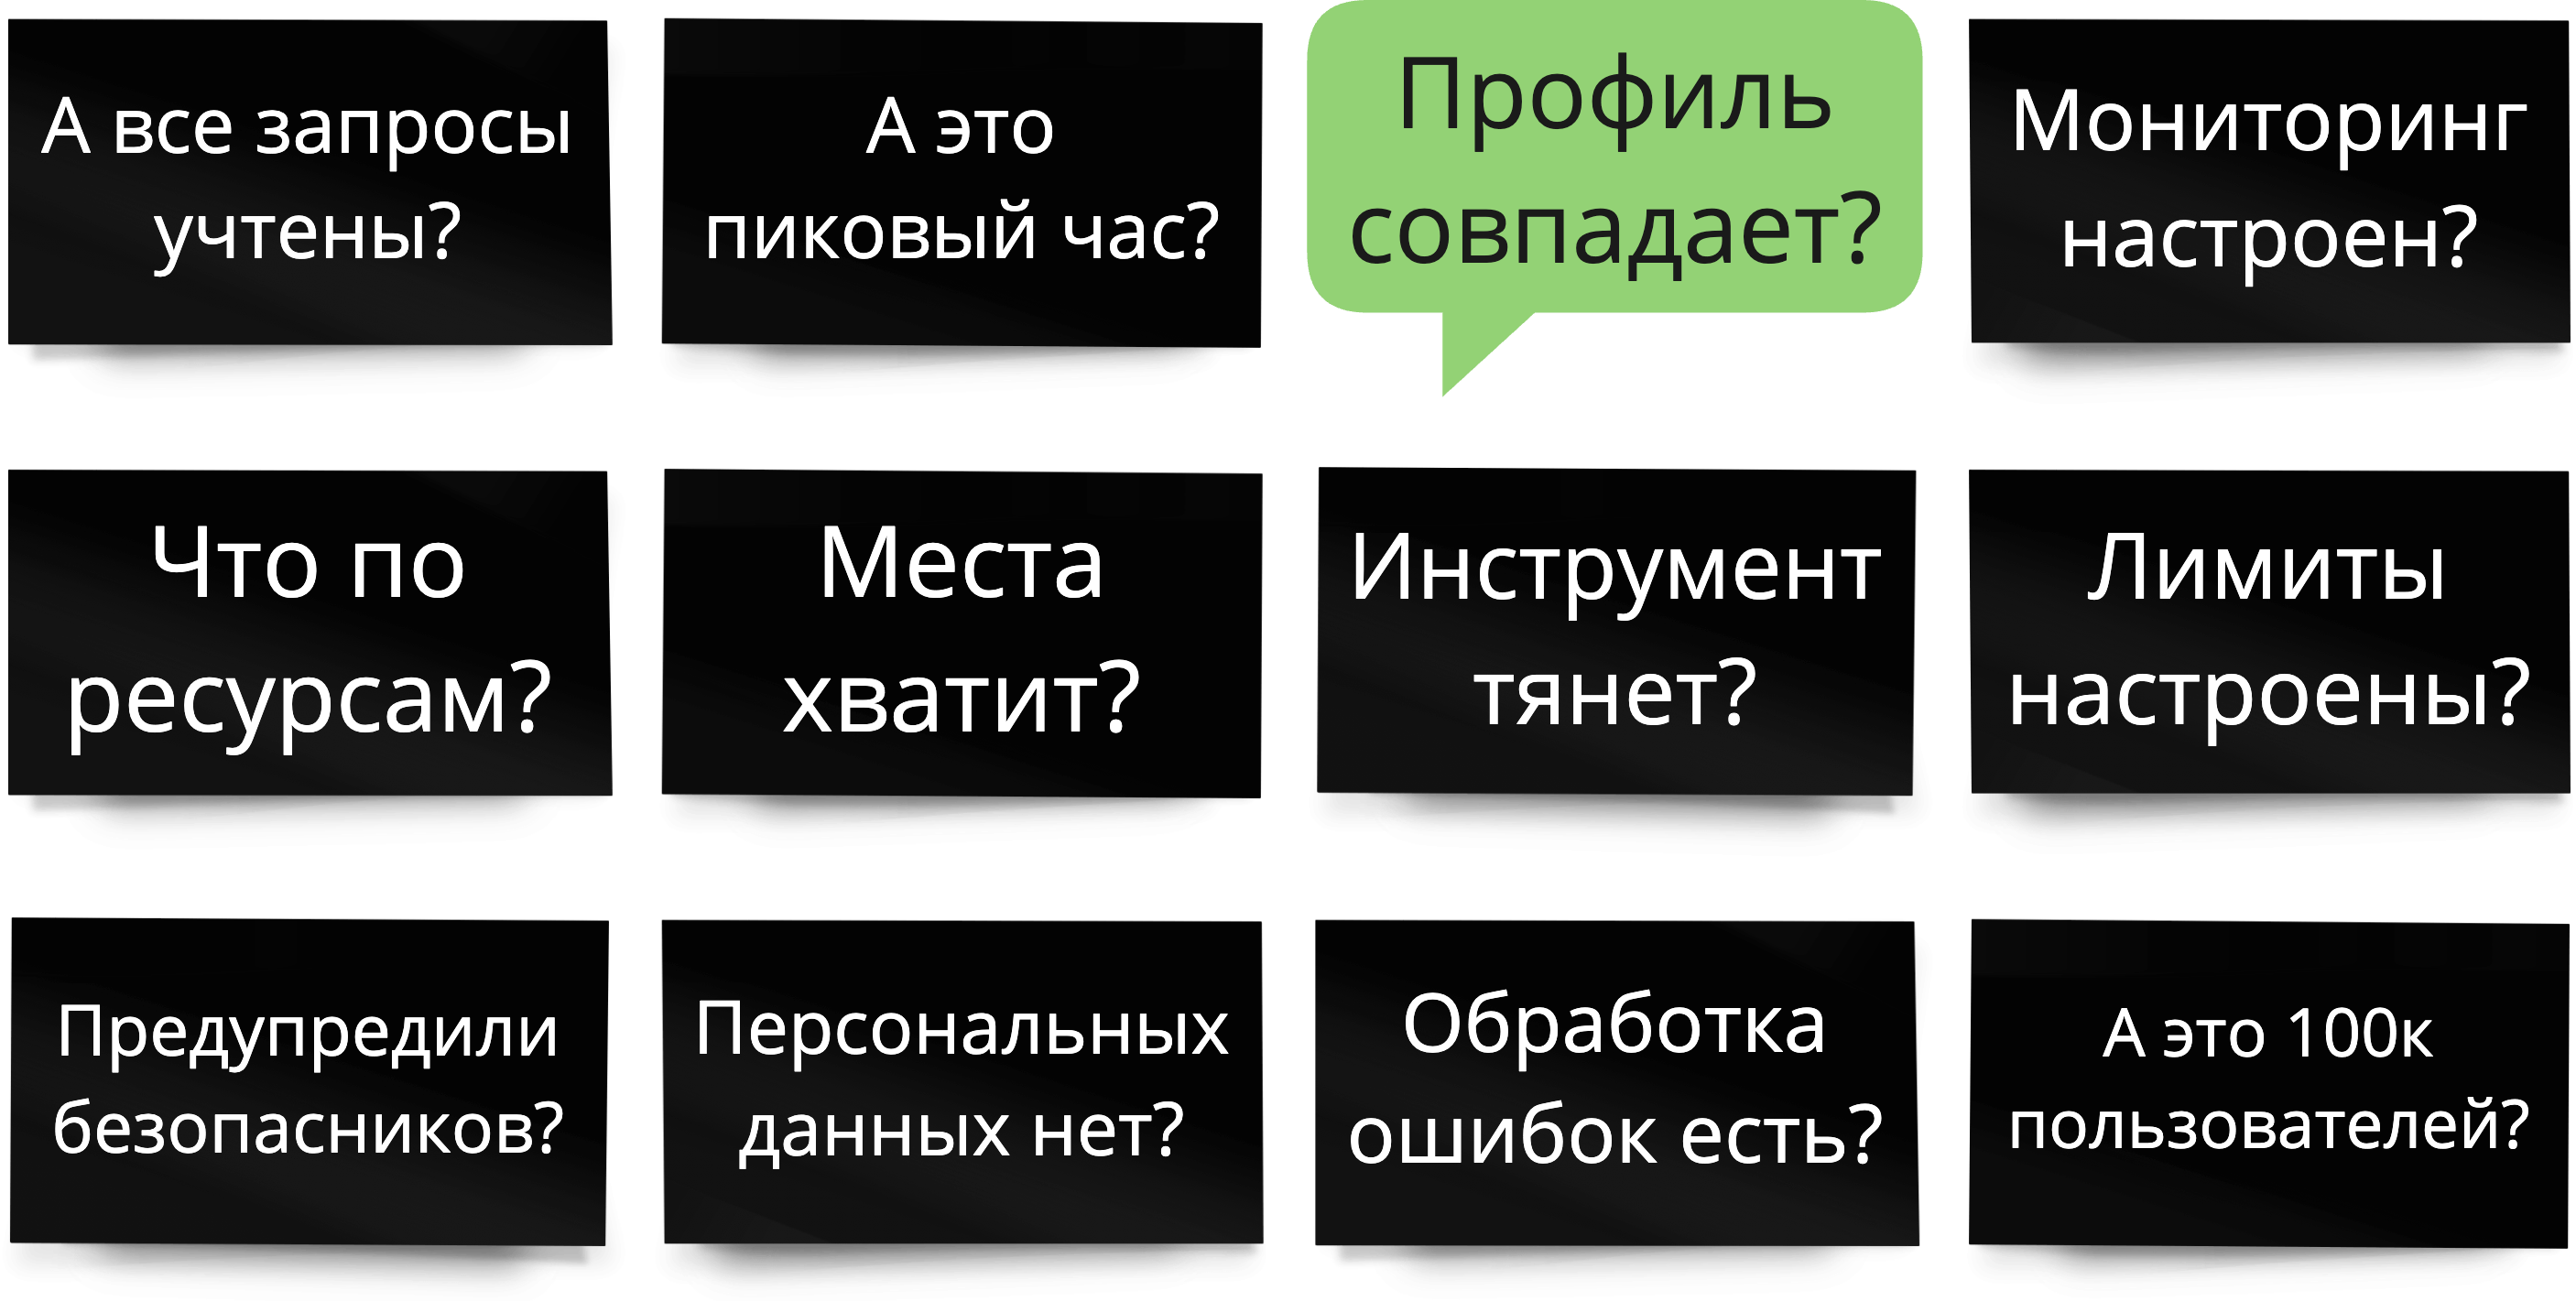 А все запросы
учтены?
А это
пиковый час?
Профиль
совпадает?
Мониторинг
настроен?
Что по
ресурсам?
Места
хватит?
Инструмент
тянет?
Лимиты
настроены?
Предупредили
безопасников?
Персональных
данных нет?
Обработка
ошибок есть?
А это 100к
пользователей?